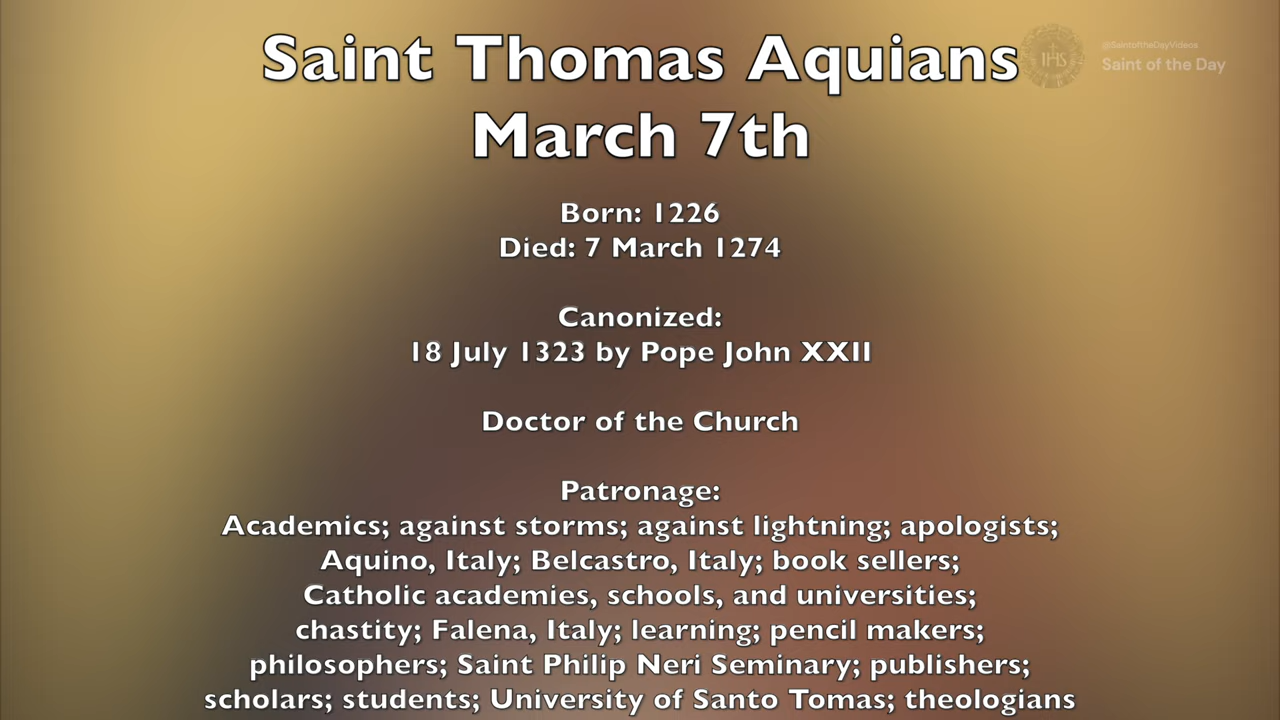 Saint Thomas Aquians
March 7th
IHS
@SaintoftheDayVideos
Saint of the Day
Born: 1226
Died: 7 March 1274
Canonized:
18 July 1323 by Pope John XXII
Doctor of the Church
Patronage:
Academics; against storms; against lightning; apologists;
Aquino, Italy; Belcastro, Italy; book sellers;
Catholic academies, schools, and universities;
chastity; Falena, Italy; learning; pencil makers;
philosophers; Saint Philip Neri Seminary; publishers;
scholars; students; University of Santo Tomas; theologians